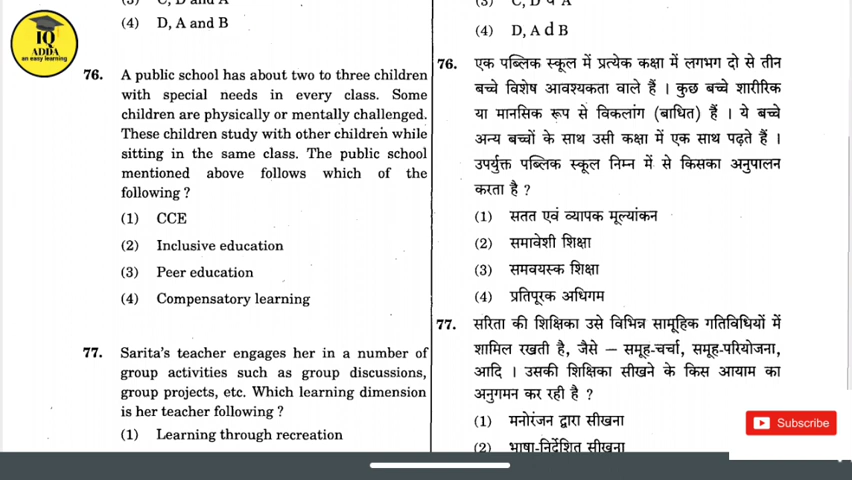 IQ
ADDA
an easy learning
(4) D, A and B
76. A public school has about two to three children
with special needs in every class. Some
children are physically or mentally challenged.
These children study with other children while
sitting in the same class. The public school
mentioned above follows which of the
following ?
(1) CCE
(2) Inclusive education
(3) Peer education
(4) Compensatory learning
77. Sarita's teacher engages her in a number of
group activities such as group discussions,
group projects, etc. Which learning dimension
is her teacher following ?
(1) Learning through recreation
(4) D, A d B
76. एक पब्लिक स्कूल में प्रत्येक कक्षा में लगभग दो से तीन
बच्चे विशेष आवश्यकता वाले हैं । कुछ बच्चे शारीरिक
या मानसिक रूप से विकलांग (बाधित) हैं । ये बच्चे
अन्य बच्चों के साथ उसी कक्षा में एक साथ पढ़ते हैं ।
उपर्युक्त पब्लिक स्कूल निम्न में से किसका अनुपालन
करता है ?
(1) सतत एवं व्यापक मूल्यांकन
(2) समावेशी शिक्षा
(3) समवयस्क शिक्षा
(4) प्रतिपूरक अधिगम
77. सरिता की शिक्षिका उसे विभिन्न सामूहिक गतिविधियों में
शामिल रखती है, जैसे – समूह-चर्चा, समूह-परियोजना,
आदि । उसकी शिक्षिका सीखने के किस आयाम का
अनुगमन कर रही है ?
(1) मनोरंजन द्वारा सीखना
(2) भाषा-निर्देशित सीखना
Subscribe